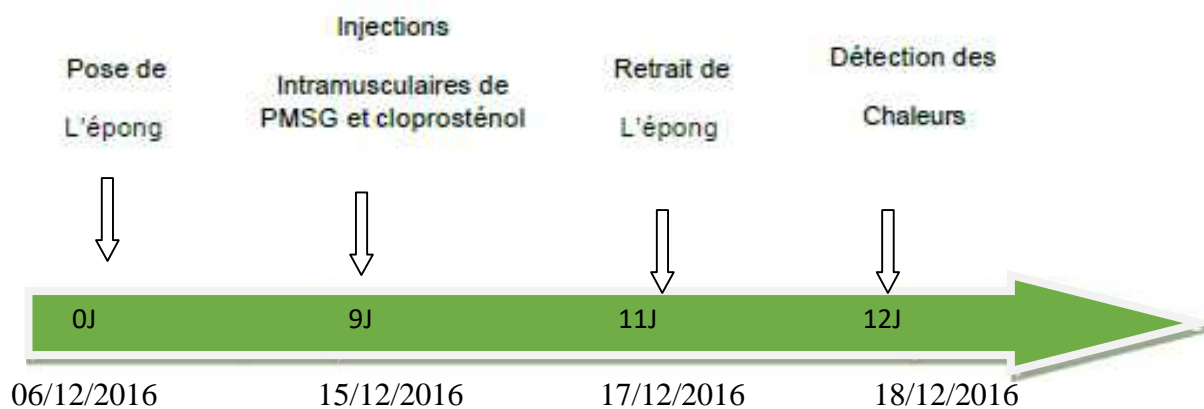 Pose de
L'épong
Injections
Intramusculaires de
PMSG et cloprosténol
Retrait de
L'épong
Détection des
Chaleurs
0J
9J
11J
12J
06/12/2016
15/12/2016
17/12/2016
18/12/2016